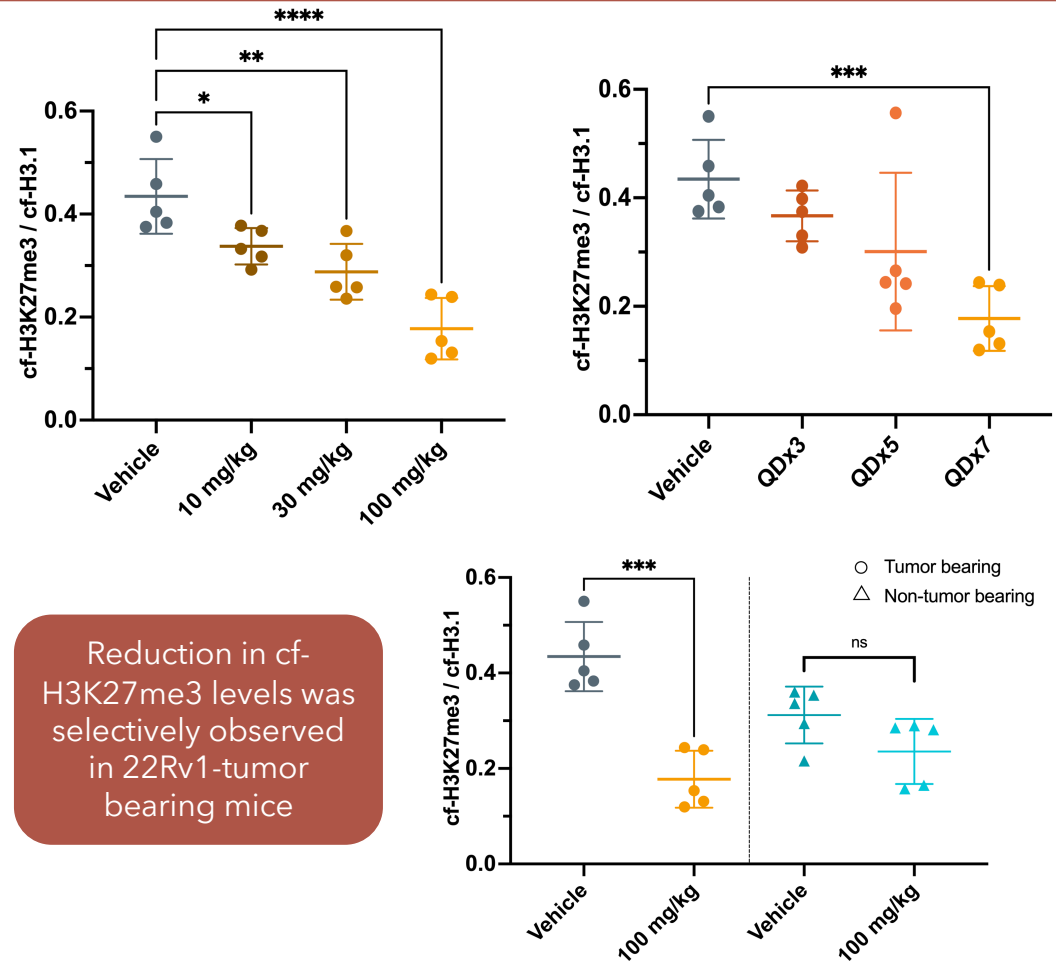 ****
**
*
0.6
0.4
0.2
0.0
cf-H3K27me3 / cf-H3.1
Vehicle
10 mg/kg
30 mg/kg
100 mg/kg
***
0.6
0.4
0.2
0.0
cf-H3K27me3 / cf-H3.1
Vehicle
QDx3
QDx5
QDx7
Reduction in cf-
H3K27me3 levels was
selectively observed
in 22Rv1-tumor
bearing mice
***
ns
Tumor bearing
Non-tumor bearing
0.6
0.4
0.2
0.0
cf-H3K27me3 / cf-H3.1
Vehicle
100 mg/kg
Vehicle
100 mg/kg